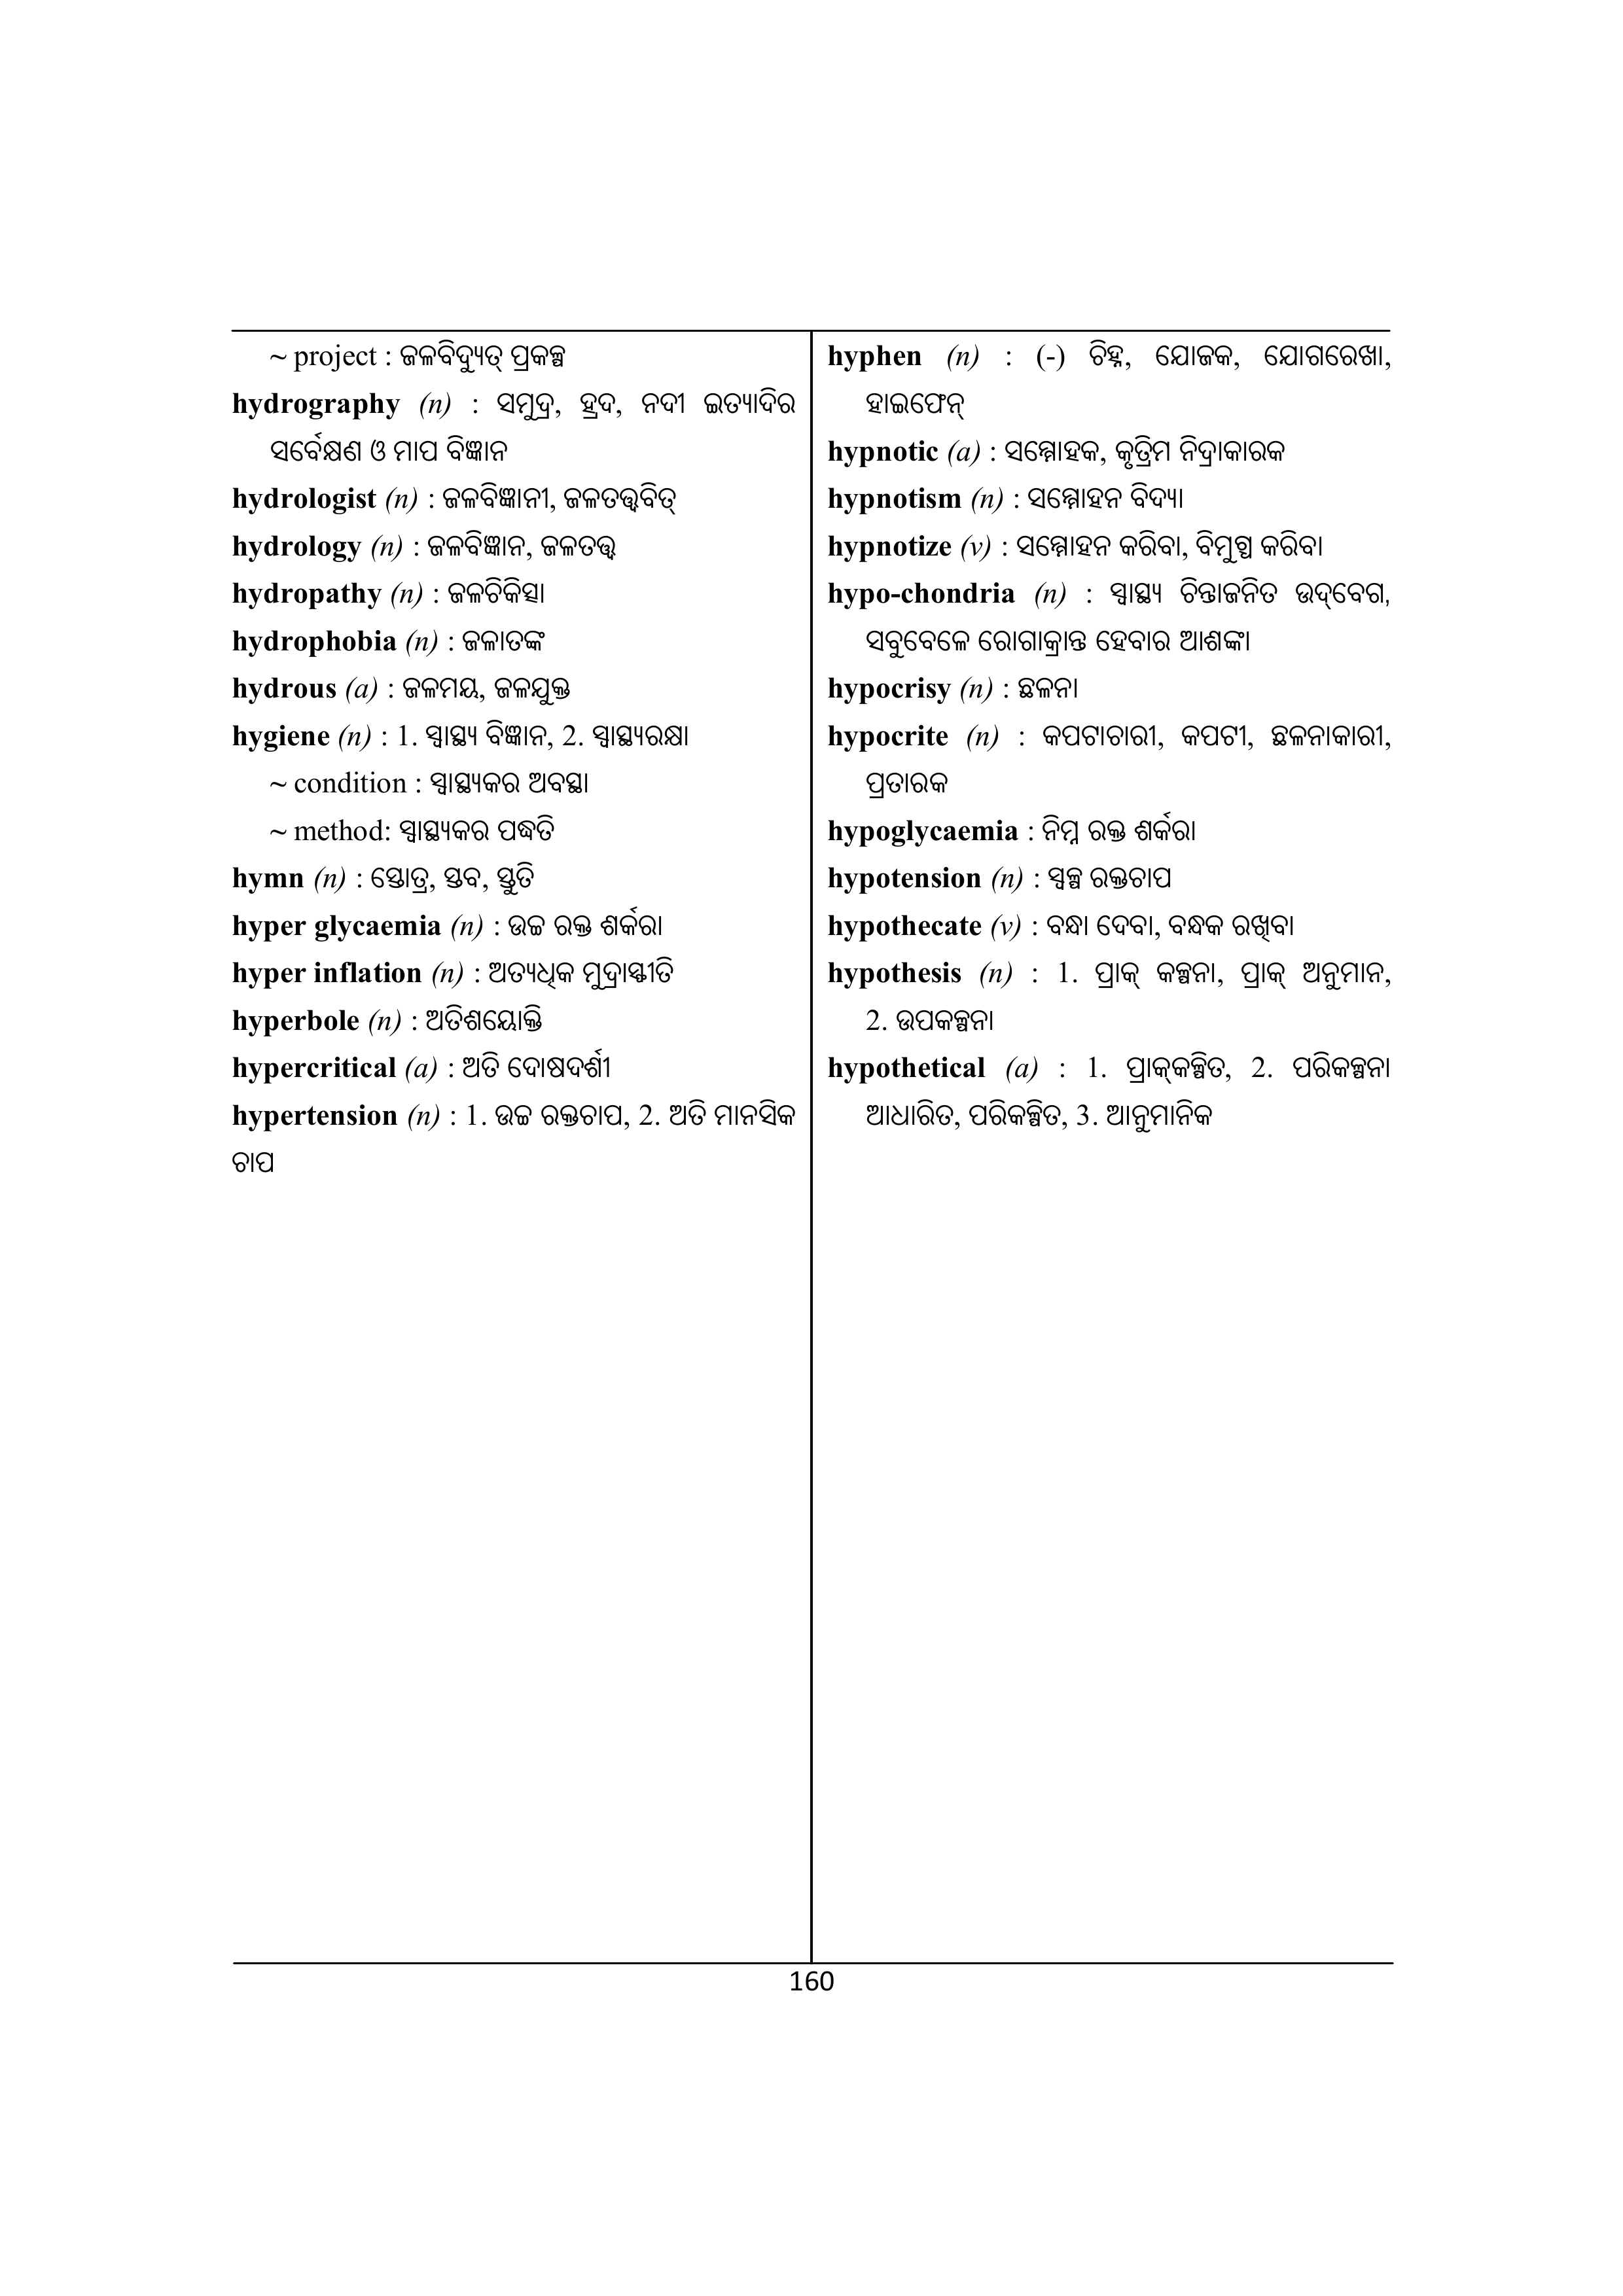 ~ project : ଜଳବିଦ୍ୟୁତ୍ ପ୍ରକଳ୍ପ
hydrography (n) : ସମୁଦ୍ର, ହ୍ରଦ, ନଦୀ ଇତ୍ୟାଦିର
ସର୍ବେକ୍ଷଣ ଓ ମାପ ବିଜ୍ଞାନ
hydrologist (n) : ଜଳବିଜ୍ଞାନୀ, ଜଳତତ୍ତ୍ୱବିତ୍
hydrology (n) : ଜଳବିଜ୍ଞାନ, ଜଳତତ୍ତ୍ୱ
hydropathy (n) : ଜଳଚିକିତ୍ସା
hydrophobia (n) : ଜଳାତଙ୍କ
hydrous (a) : ଜଳମୟ, ଜଳଯୁକ୍ତ
hygiene (n) : 1. ସ୍ୱାସ୍ଥ୍ୟ ବିଜ୍ଞାନ, 2. ସ୍ୱାସ୍ଥ୍ୟରକ୍ଷା
~ condition : ସ୍ୱାସ୍ଥ୍ୟକର ଅବସ୍ଥା
~ method: ସ୍ୱାସ୍ଥ୍ୟକର ପଦ୍ଧତି
hymn (n) : ସ୍ତୋତ୍ର, ସ୍ତବ, ସ୍ତୁତି
hyper glycaemia (n) : ଉଚ୍ଚ ରକ୍ତ ଶର୍କରା
hyper inflation (n) : ଅତ୍ୟଧିକ ମୁଦ୍ରାସ୍ଫୀତି
hyperbole (n) : ଅତିଶୟୋକ୍ତି
hypercritical (a) : ଅତି ଦୋଷଦର୍ଶୀ
hypertension (n) : 1. ଉଚ୍ଚ ରକ୍ତଚାପ, 2. ଅତି ମାନସିକ
ଚାପ
hyphen (n) : (-) ଚିହ୍ନ, ଯୋଜକ, ଯୋଗରେଖା,
ହାଇଫେନ୍
hypnotic (a) : ସମ୍ମୋହକ, କୃତ୍ରିମ ନିଦ୍ରାକାରକ
hypnotism (n) : ସମ୍ମୋହନ ବିଦ୍ୟା
hypnotize (v) : ସମ୍ମୋହନ କରିବା, ବିମୁଗ୍ଧ କରିବା
hypo-chondria (n) : ସ୍ୱାସ୍ଥ୍ୟ ଚିନ୍ତାଜନିତ ଉଦ୍‌ବେଗ,
ସବୁବେଳେ ରୋଗାକ୍ରାନ୍ତ ହେବାର ଆଶଙ୍କା
hypocrisy (n) : ଛଳନା
hypocrite (n) : କପଟାଚାରୀ, କପଟୀ, ଛଳନାକାରୀ,
ପ୍ରତାରକ
hypoglycaemia : ନିମ୍ନ ରକ୍ତ ଶର୍କରା
hypotension (n) : ସ୍ୱଳ୍ପ ରକ୍ତଚାପ
hypothecate (v) : ବନ୍ଧା ଦେବା, ବନ୍ଧକ ରଖିବା
hypothesis (n) : 1. ପ୍ରାକ୍ କଳ୍ପନା, ପ୍ରାକ୍ ଅନୁମାନ,
2. ଉପକଳ୍ପନା
hypothetical (a) : 1. ପ୍ରାକ୍‌କଳ୍ପିତ, 2. ପରିକଳ୍ପନା
ଆଧାରିତ, ପରିକଳ୍ପିତ, 3. ଆନୁମାନିକ
160